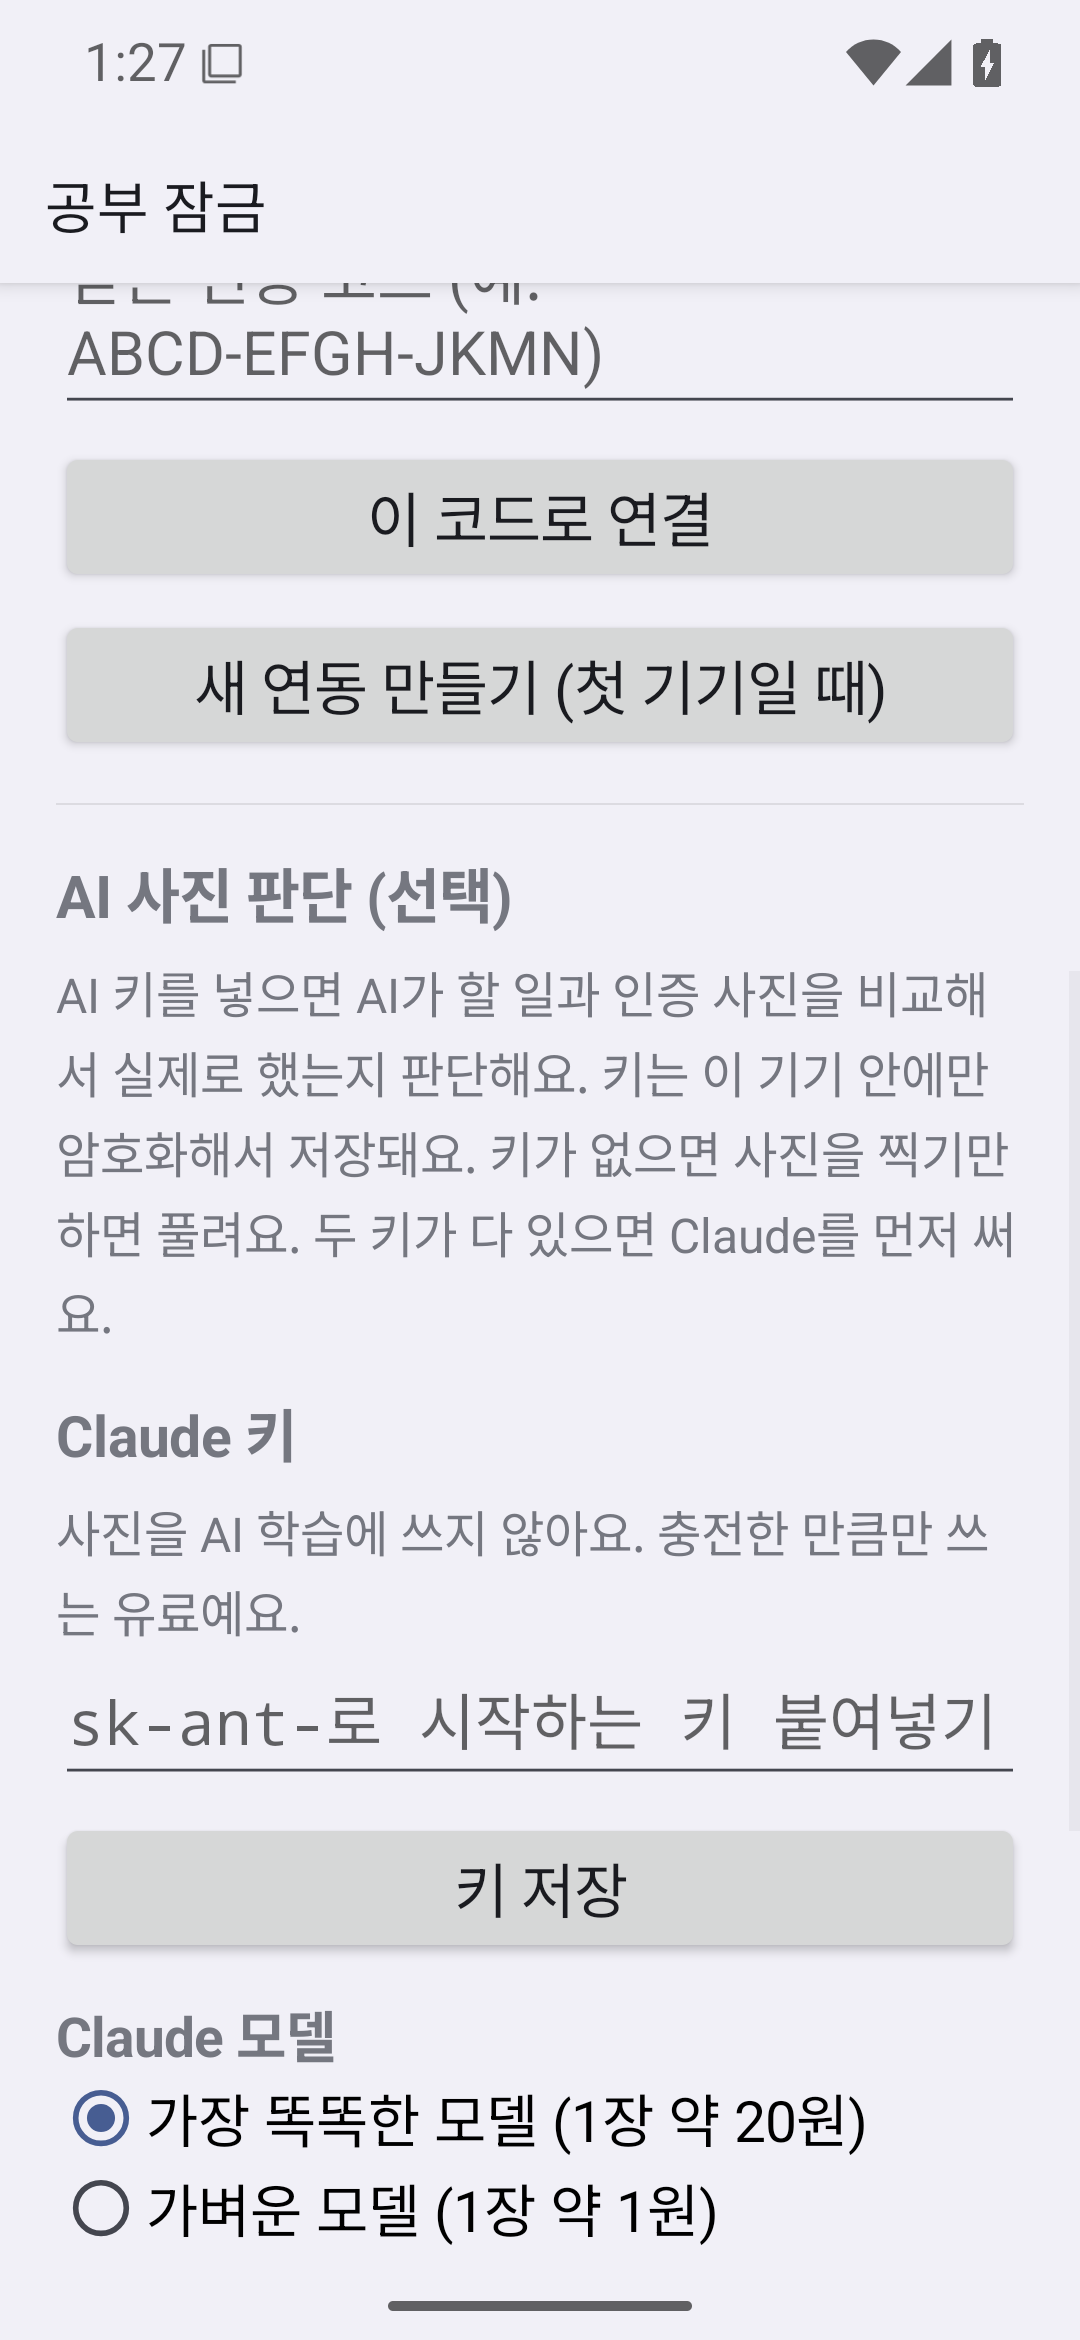 1:27
공부 잠금
ABCD-EFGH-JKMN)
이 코드로 연결
새 연동 만들기 (첫 기기일 때)
AI 사진 판단 (선택)
AI 키를 넣으면 AI가 할 일과 인증 사진을 비교해
서 실제로 했는지 판단해요. 키는 이 기기 안에만
암호화해서 저장돼요. 키가 없으면 사진을 찍기만
하면 풀려요. 두 키가 다 있으면 Claude를 먼저 써
요.
Claude 키
사진을 AI 학습에 쓰지 않아요. 충전한 만큼만 쓰
는 유료예요.
sk-ant-로 시작하는 키 붙여넣기
키 저장
Claude 모델
가장 똑똑한 모델 (1장 약 20원)
가벼운 모델 (1장 약 1원)